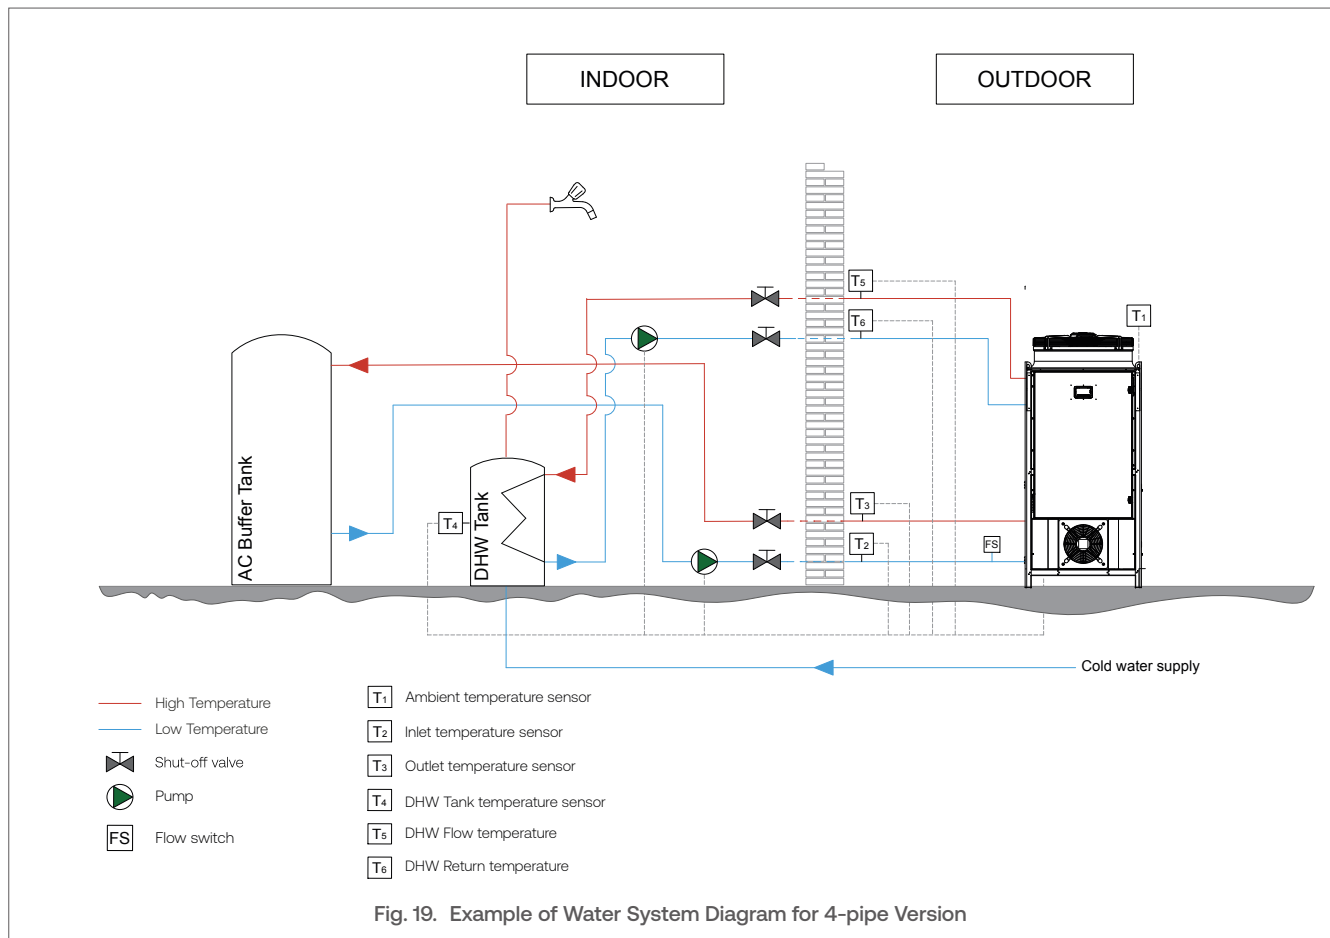 INDOOR
OUTDOOR
T5
T1
T6
AC Buffer Tank
DHW Tank
T4
T3
T2
FS
Cold water supply
High Temperature
Low Temperature
Shut-off valve
Pump
FS Flow switch
T1 Ambient temperature sensor
T2 Inlet temperature sensor
T3 Outlet temperature sensor
T4 DHW Tank temperature sensor
T5 DHW Flow temperature
T6 DHW Return temperature
Fig. 19. Example of Water System Diagram for 4-pipe Version